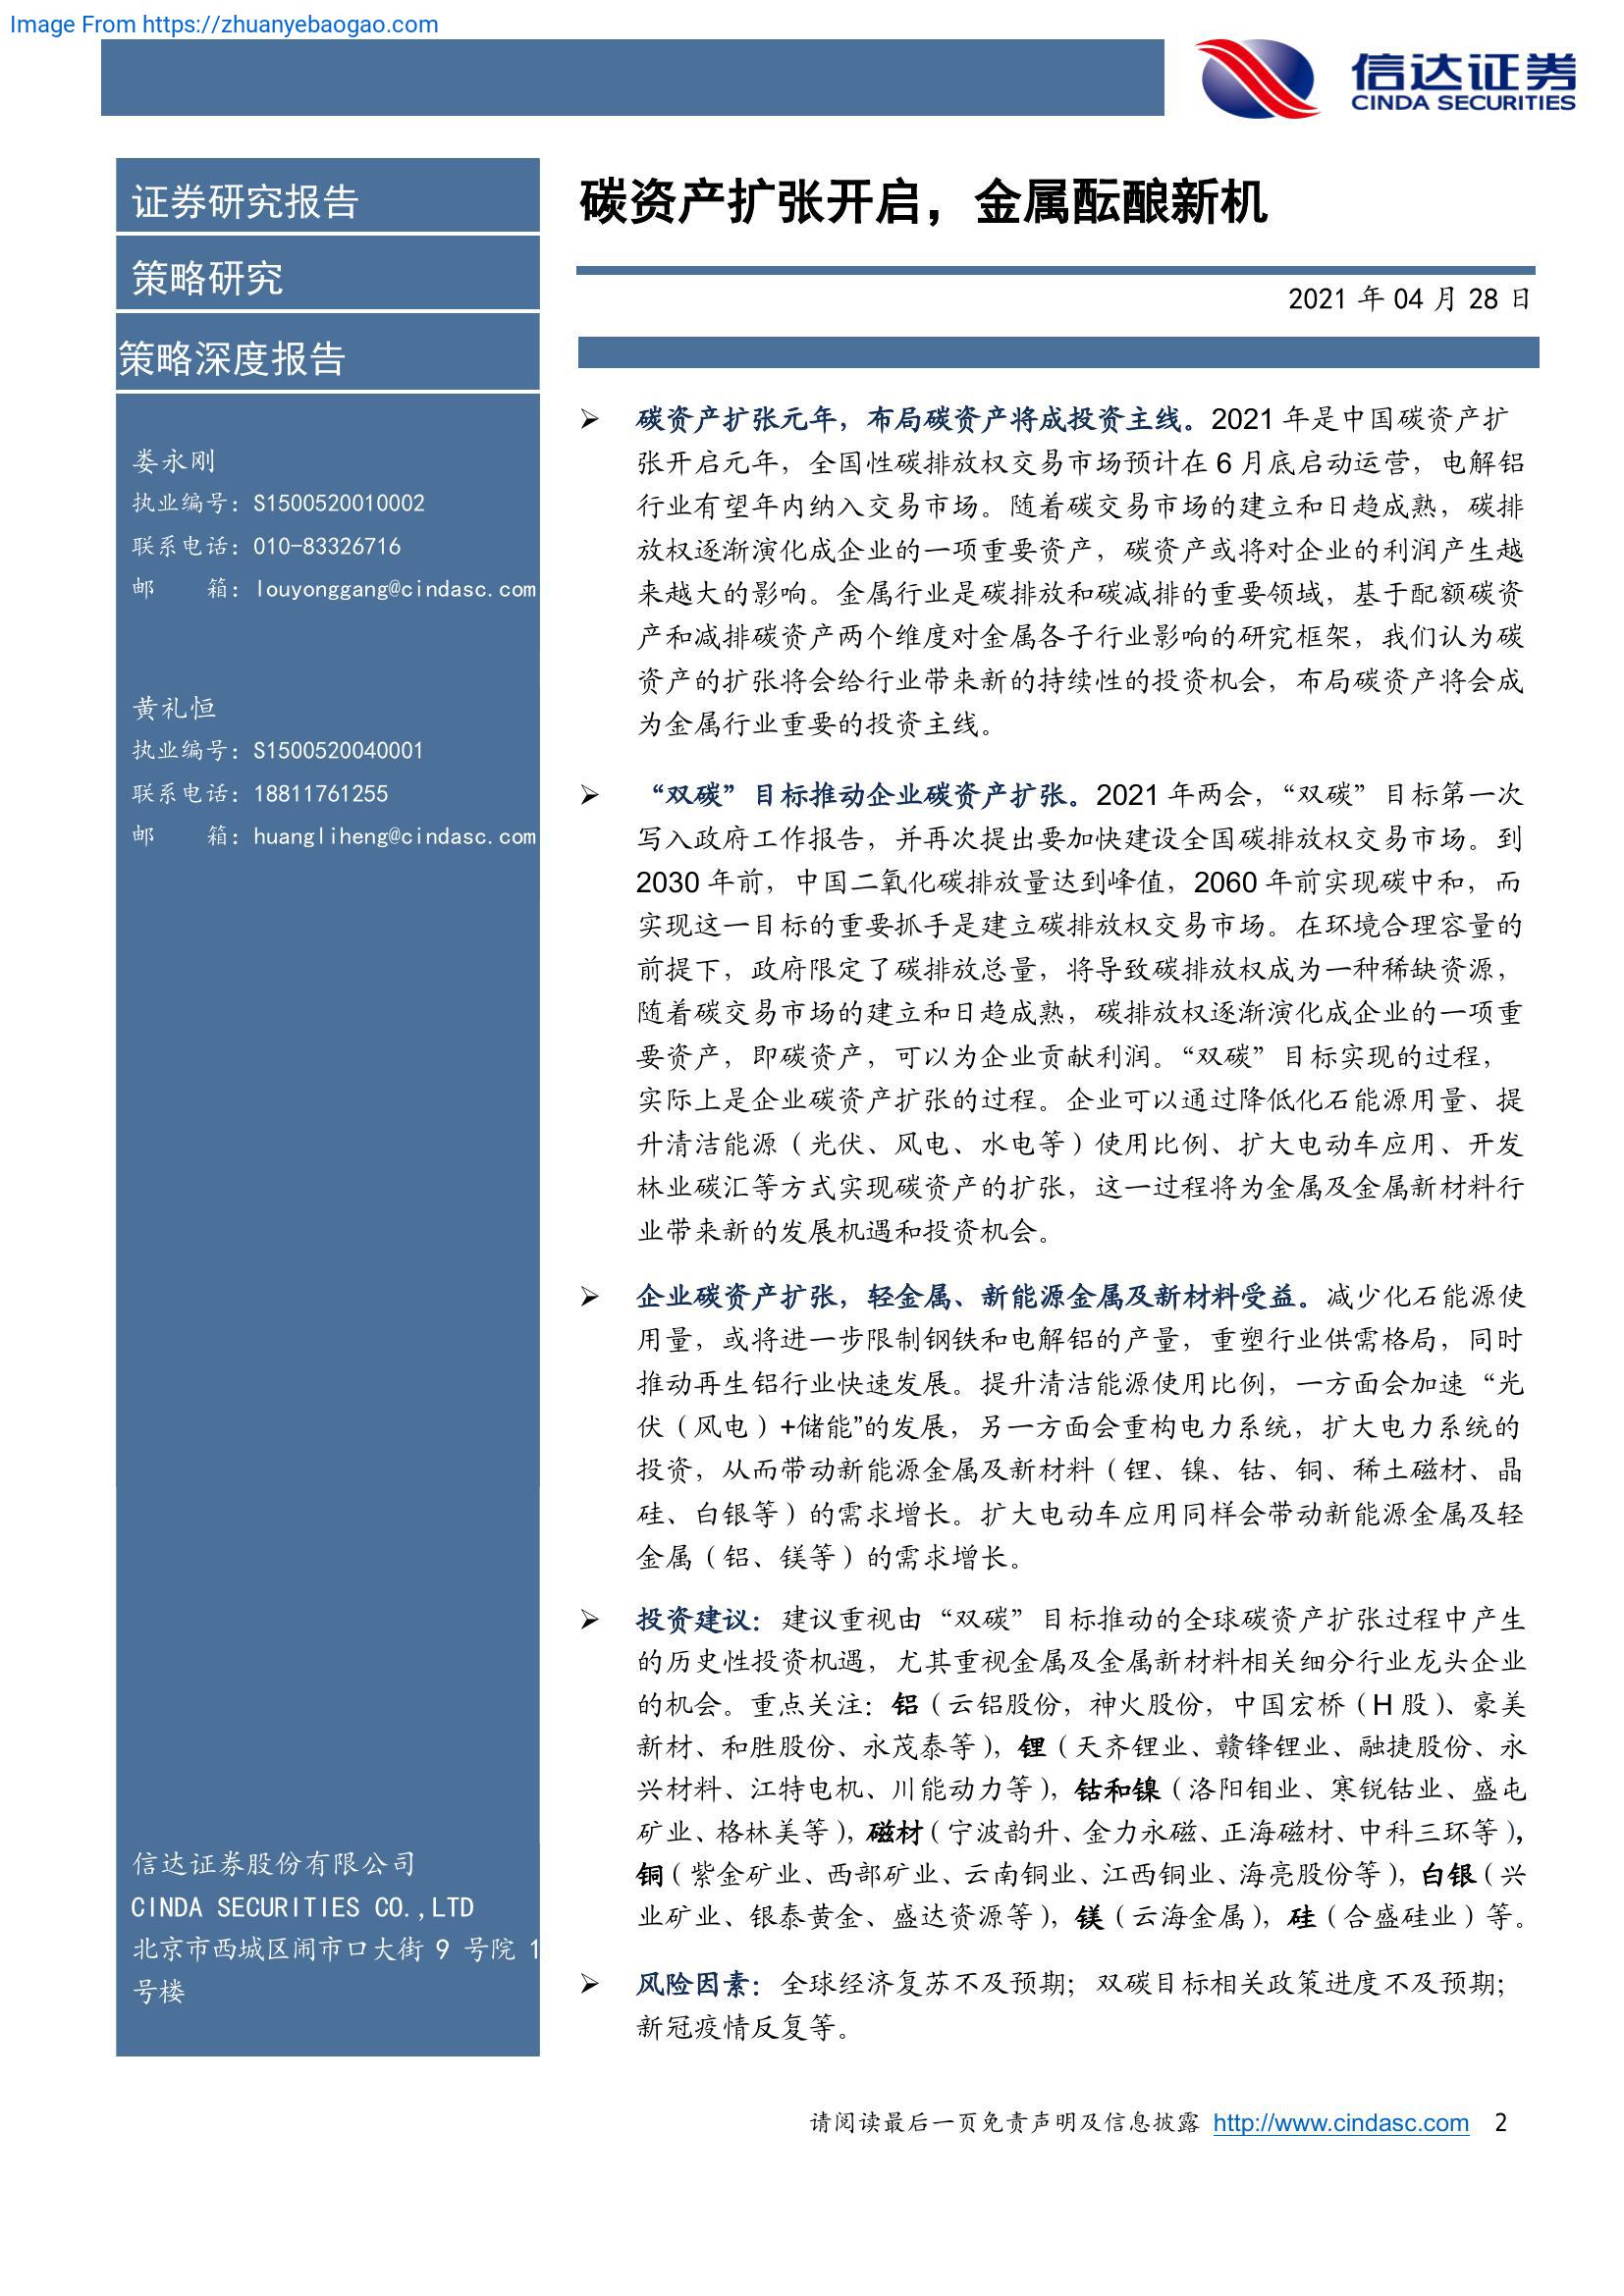 Image From https://zhuanyebaogao.com
信达证券
CINDA SECURITIES
证券研究报告
策略研究
策略深度报告
娄永刚
执业编号：S1500520010002
联系电话：010-83326716
邮 箱：louyonggang@cindasc.com
黄礼恒
执业编号：S1500520040001
联系电话：18811761255
邮 箱：huangliheng@cindasc.com
信达证券股份有限公司
CINDA SECURITIES CO.,LTD
北京市西城区闹市口大街 9 号院 1
号楼
碳资产扩张开启，金属酝酿新机
2021 年 04 月 28 日
➢ 碳资产扩张元年，布局碳资产将成投资主线。2021 年是中国碳资产扩
张开启元年，全国性碳排放权交易市场预计在 6 月底启动运营，电解铝
行业有望年内纳入交易市场。随着碳交易市场的建立和日趋成熟，碳排
放权逐渐演化成企业的一项重要资产，碳资产或将对企业的利润产生越
来越大的影响。金属行业是碳排放和碳减排的重要领域，基于配额碳资
产和减排碳资产两个维度对金属各子行业影响的研究框架，我们认为碳
资产的扩张将会给行业带来新的持续性的投资机会，布局碳资产将会成
为金属行业重要的投资主线。
➢ “双碳”目标推动企业碳资产扩张。2021 年两会，“双碳”目标第一次
写入政府工作报告，并再次提出要加快建设全国碳排放权交易市场。到
2030 年前，中国二氧化碳排放量达到峰值，2060 年前实现碳中和，而
实现这一目标的重要抓手是建立碳排放权交易市场。在环境合理容量的
前提下，政府限定了碳排放总量，将导致碳排放权成为一种稀缺资源，
随着碳交易市场的建立和日趋成熟，碳排放权逐渐演化成企业的一项重
要资产，即碳资产，可以为企业贡献利润。“双碳”目标实现的过程，
实际上是企业碳资产扩张的过程。企业可以通过降低化石能源用量、提
升清洁能源（光伏、风电、水电等）使用比例、扩大电动车应用、开发
林业碳汇等方式实现碳资产的扩张，这一过程将为金属及金属新材料行
业带来新的发展机遇和投资机会。
➢ 企业碳资产扩张，轻金属、新能源金属及新材料受益。减少化石能源使
用量，或将进一步限制钢铁和电解铝的产量，重塑行业供需格局，同时
推动再生铝行业快速发展。提升清洁能源使用比例，一方面会加速“光
伏（风电）+储能”的发展，另一方面会重构电力系统，扩大电力系统的
投资，从而带动新能源金属及新材料（锂、镍、钴、铜、稀土磁材、晶
硅、白银等）的需求增长。扩大电动车应用同样会带动新能源金属及轻
金属（铝、镁等）的需求增长。
➢ 投资建议：建议重视由“双碳”目标推动的全球碳资产扩张过程中产生
的历史性投资机遇，尤其重视金属及金属新材料相关细分行业龙头企业
的机会。重点关注：铝（云铝股份，神火股份，中国宏桥（H 股）、豪美
新材、和胜股份、永茂泰等），锂（天齐锂业、赣锋锂业、融捷股份、永
兴材料、江特电机、川能动力等），钴和镍（洛阳钼业、寒锐钴业、盛屯
矿业、格林美等），磁材（宁波韵升、金力永磁、正海磁材、中科三环等），
铜（紫金矿业、西部矿业、云南铜业、江西铜业、海亮股份等），白银（兴
业矿业、银泰黄金、盛达资源等），镁（云海金属），硅（合盛硅业）等。
➢ 风险因素：全球经济复苏不及预期；双碳目标相关政策进度不及预期；
新冠疫情反复等。
请阅读最后一页免责声明及信息披露 http://www.cindasc.com 2